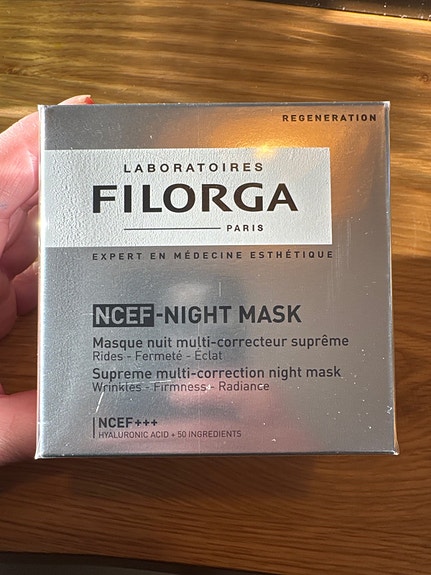 REGENERATION
LABORATOIRES
FILORGA
PARIS
EXPERT EN MÉDECINE ESTHÉTIQUE
NCEF-NIGHT MASK
Masque nuit multi-correcteur suprême
Rides - Fermeté - Éclat
Supreme multi-correction night mask
Wrinkles - Firmness - Radiance
NCEF+++
HYALURONIC ACID + 50 INGREDIENTS